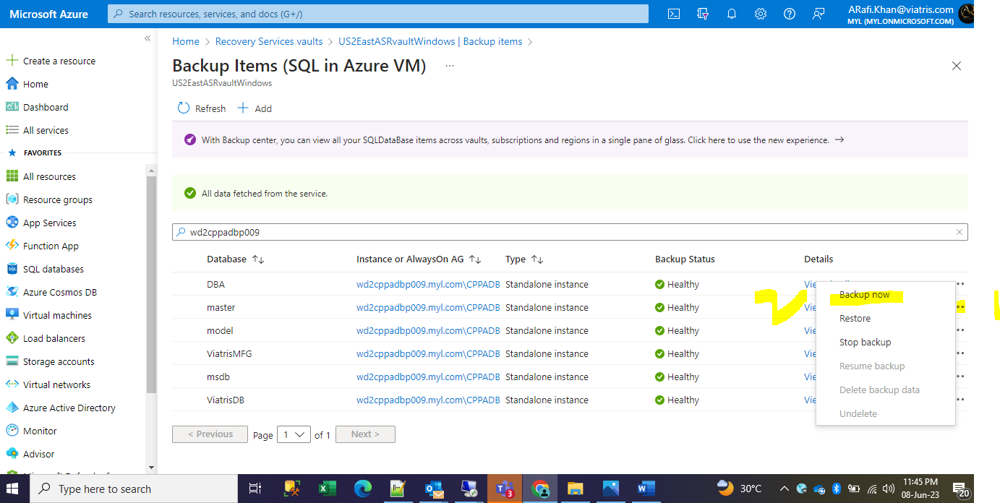 Microsoft Azure
Search resources, services, and docs (G+/)
ARafi.Khan@viatris.com
MYL (MYL.ONMICROSOFT.COM)
Create a resource
Home
Dashboard
All services
FAVORITES
All resources
Resource groups
App Services
Function App
SQL databases
Azure Cosmos DB
Virtual machines
Load balancers
Storage accounts
Virtual networks
Azure Active Directory
Monitor
Advisor
Home > Recovery Services vaults > US2EastASRvaultWindows | Backup items >
Backup Items (SQL in Azure VM) ...
US2EastASRvaultWindows
Refresh Add
With Backup center, you can view all your SQLDataBase items across vaults, subscriptions and regions in a single pane of glass. Click here to use the new experience. →
All data fetched from the service.
wd2cppadbp009
Database ↑↓ Instance or AlwaysOn AG ↑↓ Type ↑↓ Backup Status Details
DBA wd2cppadbp009.myl.com\CPPADB Standalone instance Healthy
master wd2cppadbp009.myl.com\CPPADB Standalone instance Healthy
model wd2cppadbp009.myl.com\CPPADB Standalone instance Healthy
ViatrisMFG wd2cppadbp009.myl.com\CPPADB Standalone instance Healthy
msdb wd2cppadbp009.myl.com\CPPADB Standalone instance Healthy
ViatrisDB wd2cppadbp009.myl.com\CPPADB Standalone instance Healthy
Backup now
Restore
Stop backup
Resume backup
Delete backup data
Undelete
< Previous Page 1 of 1 Next >
Type here to search
3
30°C
11:45 PM
08-Jun-23
20